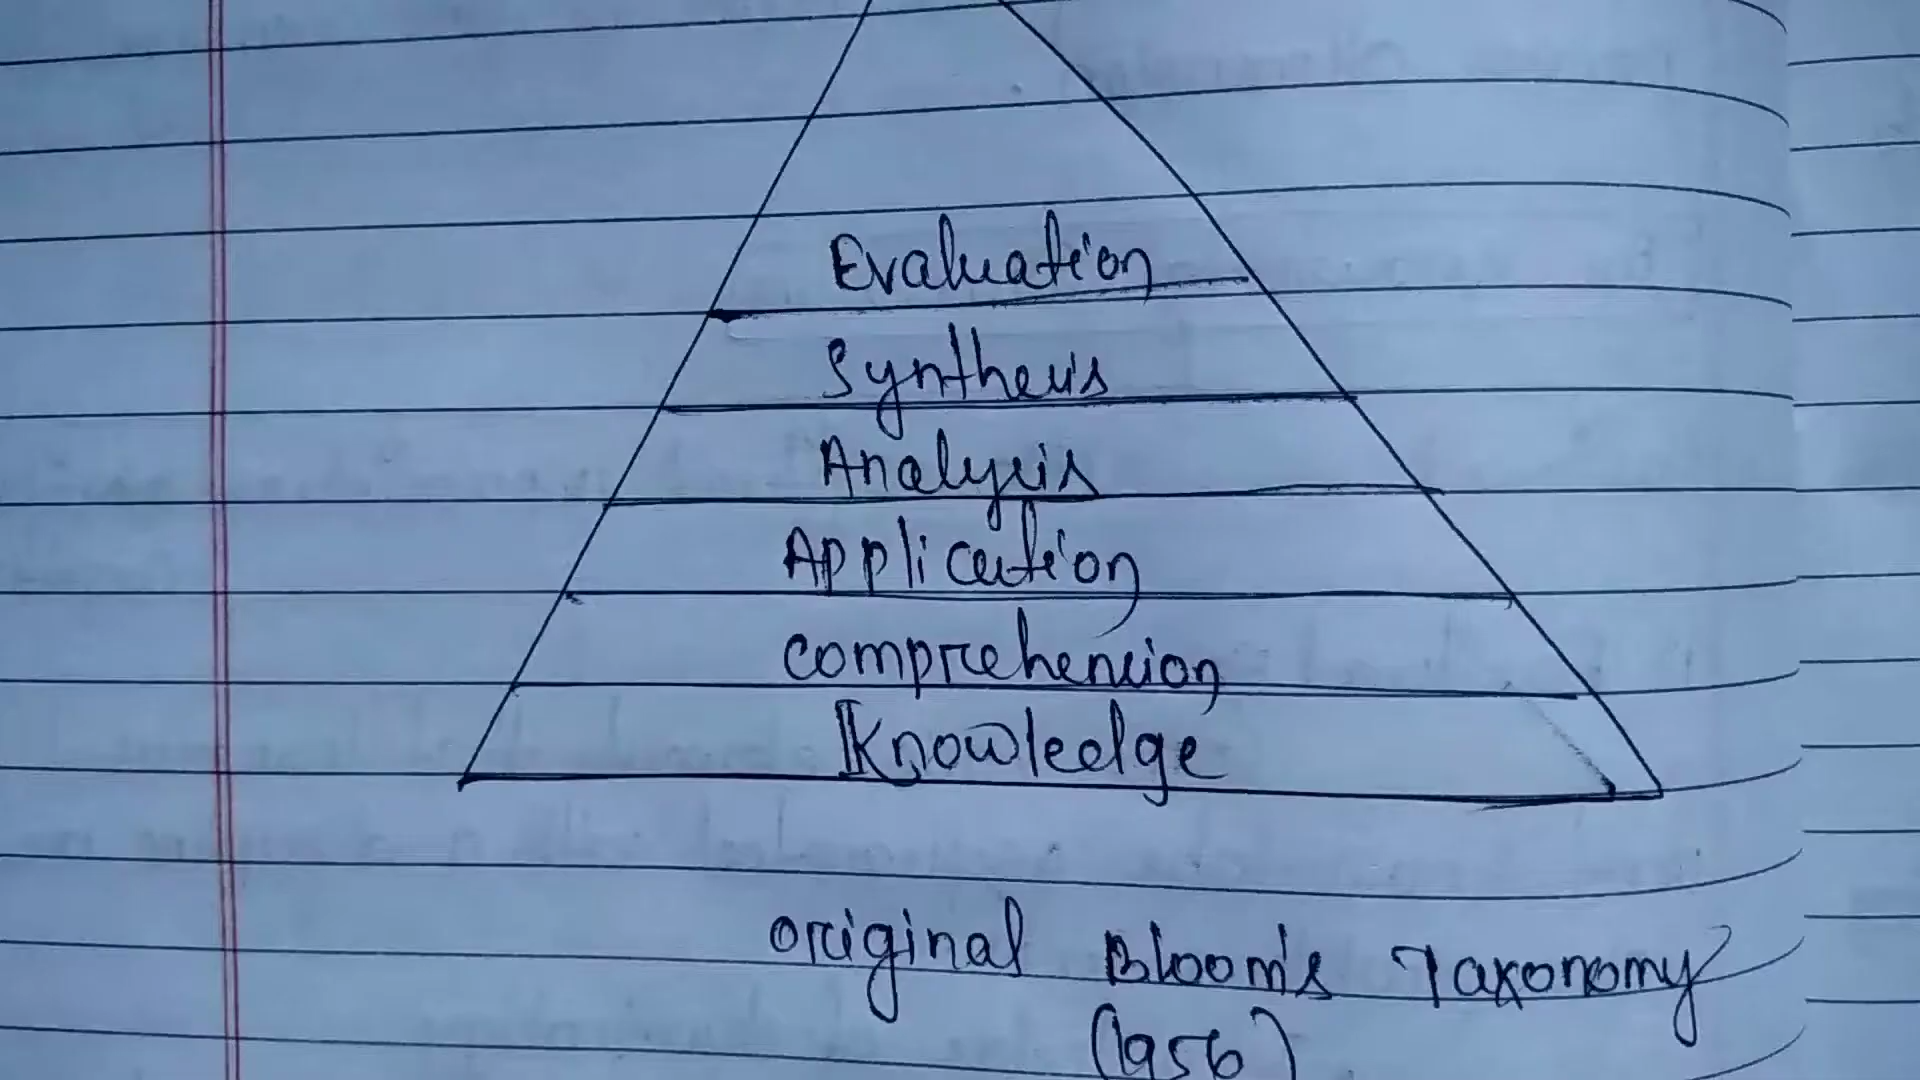 Evaluation
Synthesis
Analysis
Application
comprehension
Knowledge
original Bloom's Taxonomy
(1956)